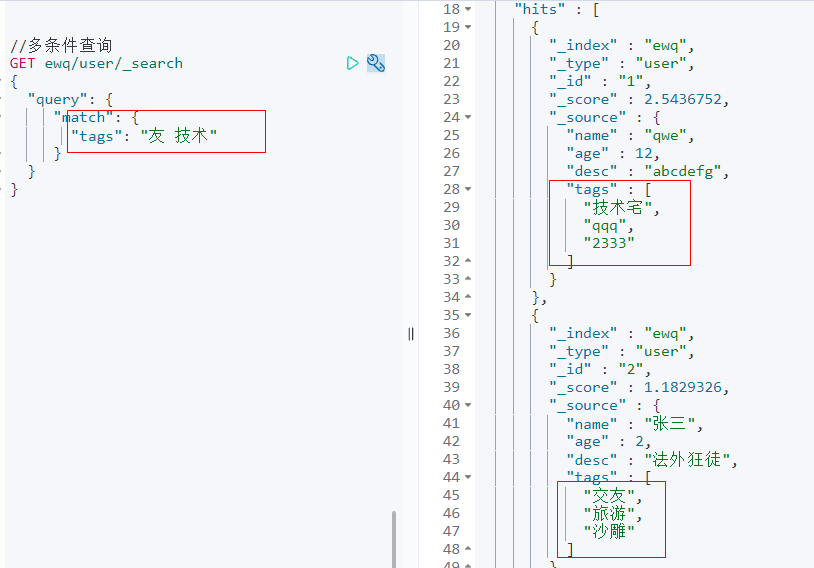 //多条件查询
GET ewq/user/_search
{
"query": {
"match": {
"tags": "友 技术"
}
}
}
18 "hits" : [
19 {
20 "_index" : "ewq",
21 "_type" : "user",
22 "_id" : "1",
23 "_score" : 2.5436752,
24 "_source" : {
25 "name" : "qwe",
26 "age" : 12,
27 "desc" : "abcdefg",
28 "tags" : [
29 "技术宅",
30 "qqq",
31 "2333"
32 ]
33 }
34 },
35 {
36 "_index" : "ewq",
37 "_type" : "user",
38 "_id" : "2",
39 "_score" : 1.1829326,
40 "_source" : {
41 "name" : "张三",
42 "age" : 2,
43 "desc" : "法外狂徒",
44 "tags" : [
45 "交友",
46 "旅游",
47 "沙雕"
48 ]
49 }